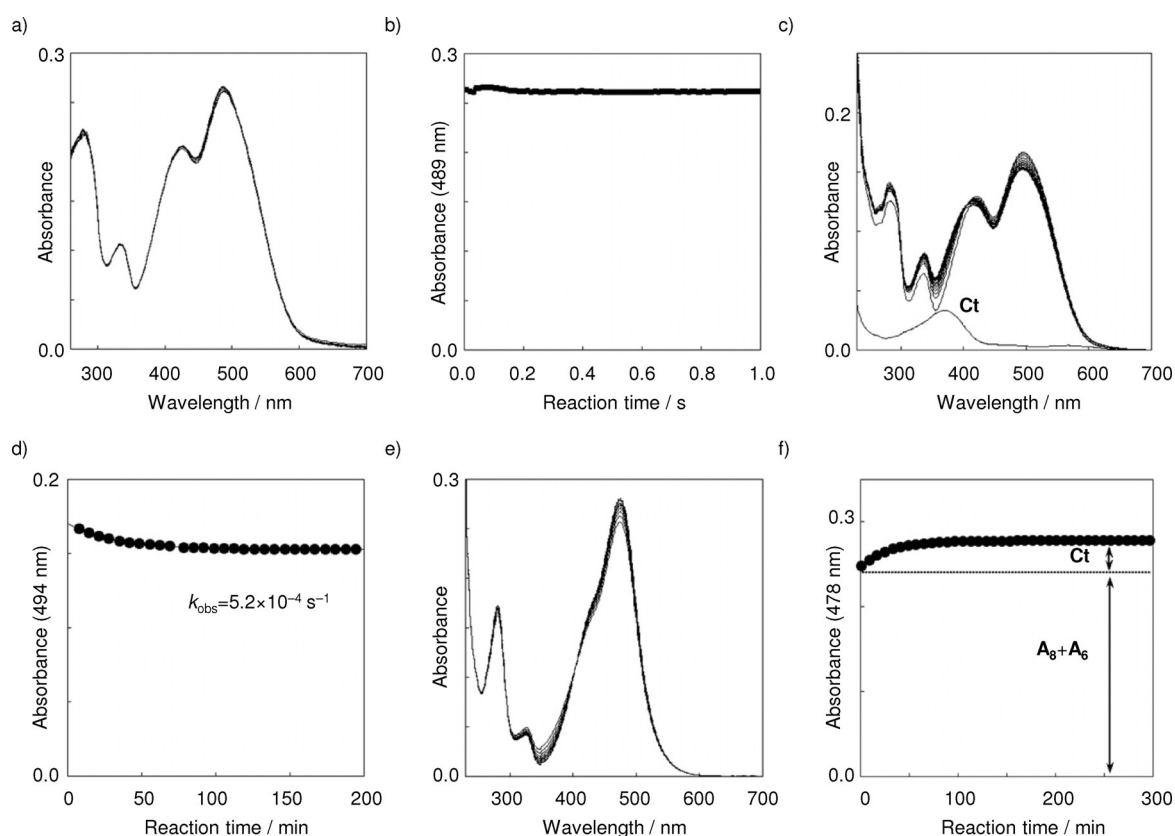 a)
0.3
Absorbance
0.0
300 400 500 600 700
Wavelength / nm
b)
0.3
Absorbance (489 nm)
0.0
0.0 0.2 0.4 0.6 0.8 1.0
Reaction time / s
c)
0.2
Absorbance
0.0
Ct
300 400 500 600 700
Wavelength / nm
d)
0.2
Absorbance (494 nm)
k_obs=5.2×10⁻⁴ s⁻¹
0.0
0 50 100 150 200
Reaction time / min
e)
0.3
Absorbance
0.0
300 400 500 600 700
Wavelength / nm
f)
0.3
Absorbance (478 nm)
Ct
A₈+A₆
0.0
0 100 200 300
Reaction time / min